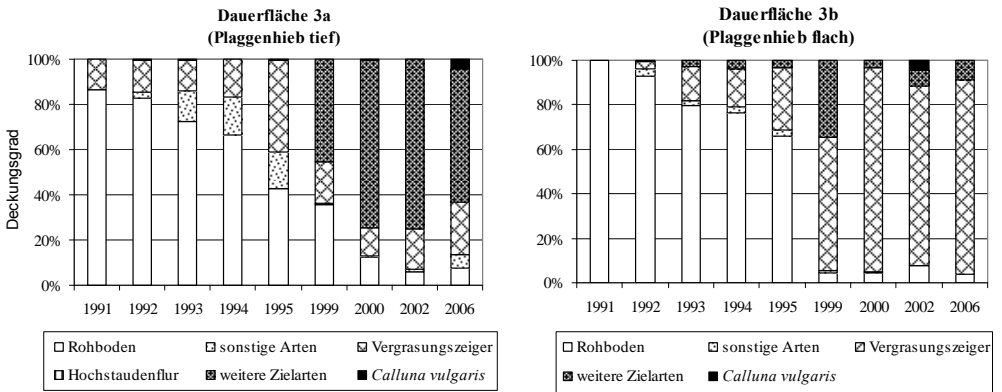 Dauerfläche 3a
(Plaggenhieb tief)
100%
80%
60%
40%
20%
0%
Deckungsgrad
1991 1992 1993 1994 1995 1999 2000 2002 2006
Rohboden sonstige Arten Vergrasungszeiger
Hochstaudenflur weitere Zielarten Calluna vulgaris
Dauerfläche 3b
(Plaggenhieb flach)
100%
80%
60%
40%
20%
0%
1991 1992 1993 1994 1995 1999 2000 2002 2006
Rohboden sonstige Arten Vergrasungszeiger
weitere Zielarten Calluna vulgaris